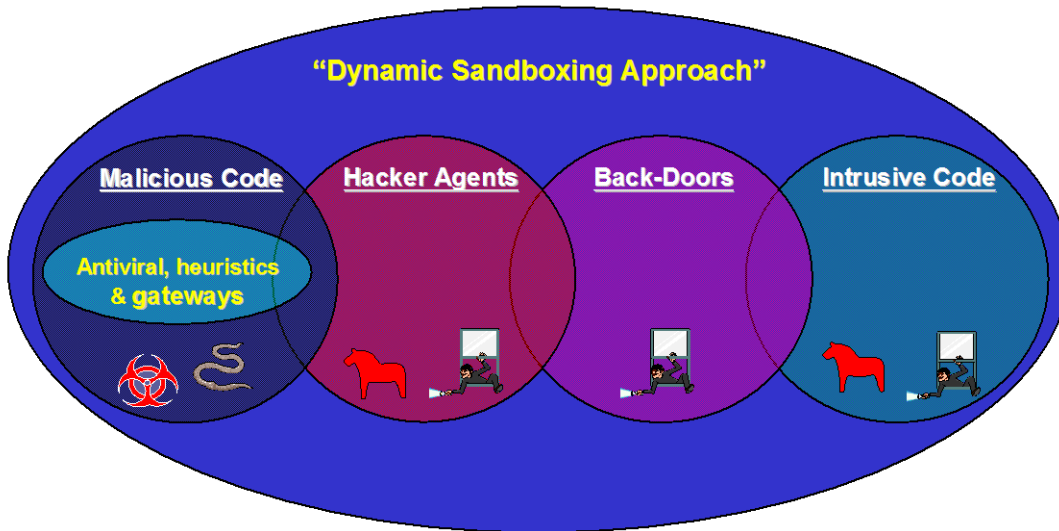 “Dynamic Sandboxing Approach”
Malicious Code
Hacker Agents
Back-Doors
Intrusive Code
Antiviral, heuristics
& gateways